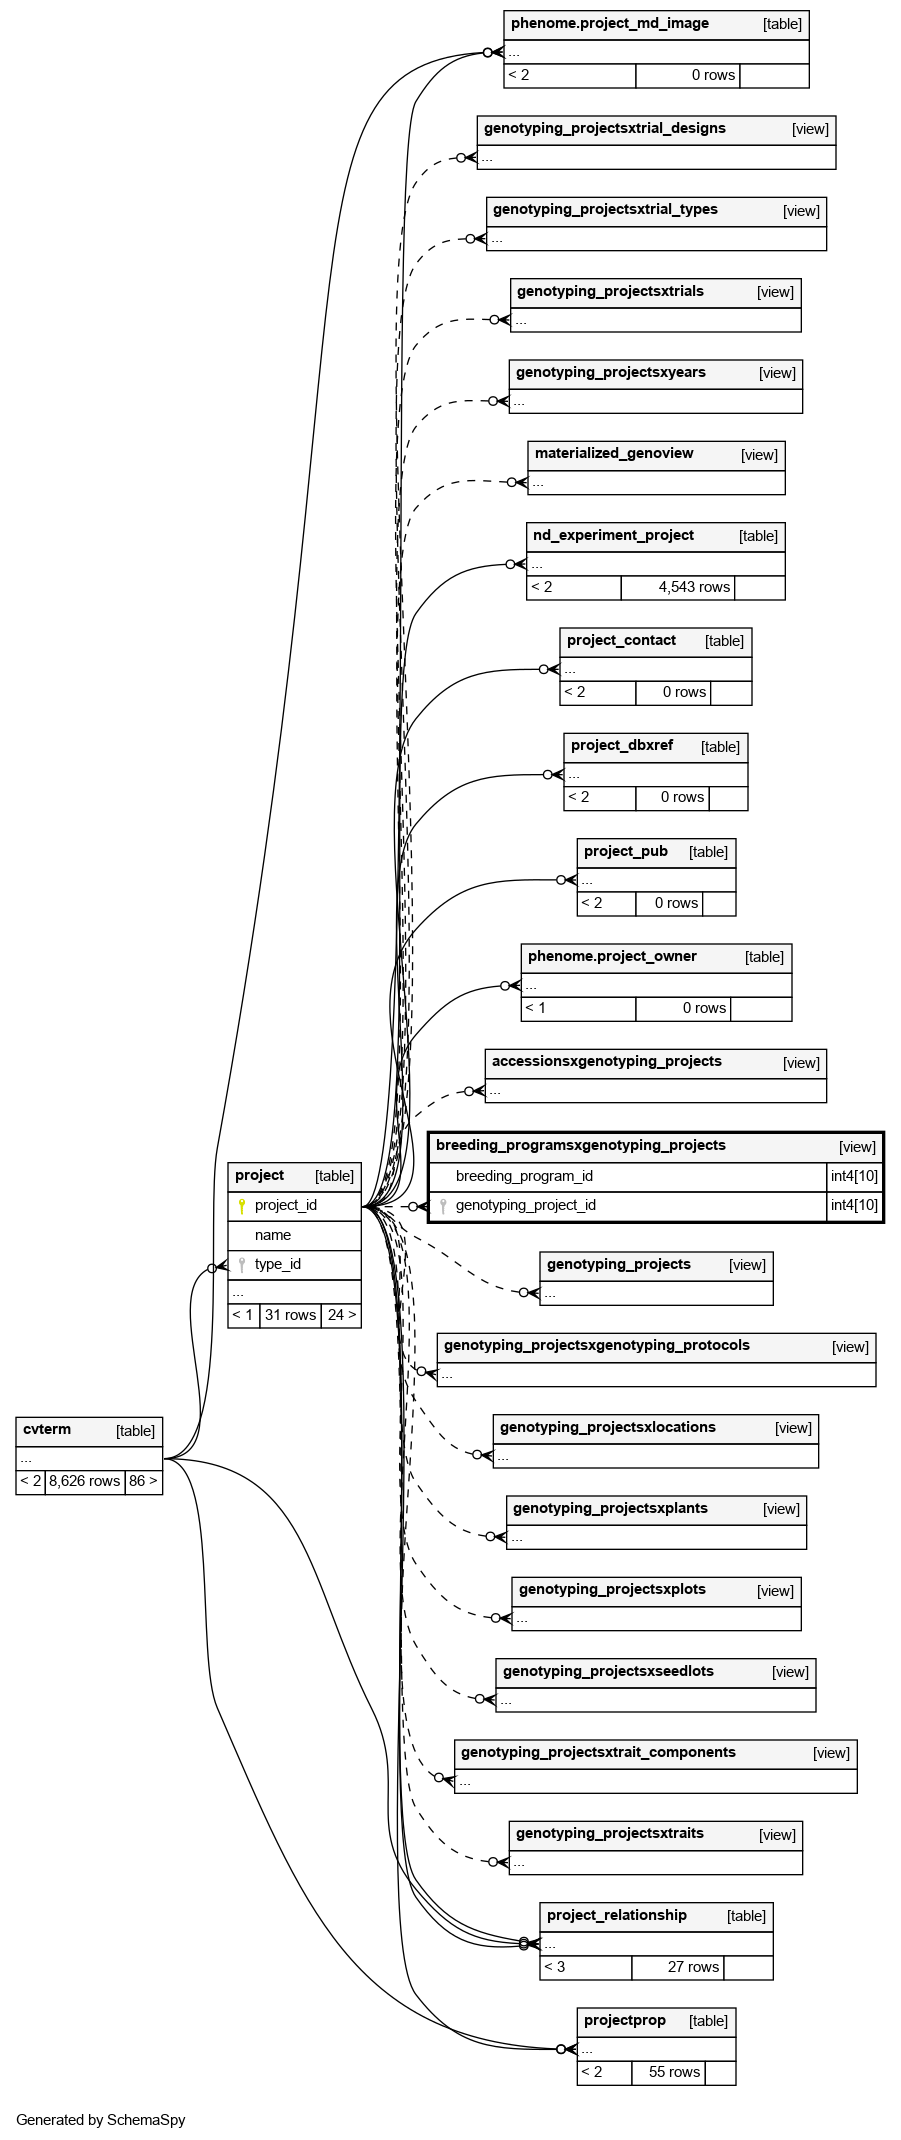 phenome.project_md_image [table]
...
< 2 0 rows
genotyping_projectsxtrial_designs [view]
...
genotyping_projectsxtrial_types [view]
...
genotyping_projectsxtrials [view]
...
genotyping_projectsxyears [view]
...
materialized_genoview [view]
...
nd_experiment_project [table]
...
< 2 4,543 rows
project_contact [table]
...
< 2 0 rows
project_dbxref [table]
...
< 2 0 rows
project_pub [table]
...
< 2 0 rows
phenome.project_owner [table]
...
< 1 0 rows
accessionsxgenotyping_projects [view]
...
breeding_programsxgenotyping_projects [view]
breeding_program_id int4[10]
genotyping_project_id int4[10]
project [table]
project_id
name
type_id
...
< 1 31 rows 24 >
genotyping_projects [view]
...
genotyping_projectsxgenotyping_protocols [view]
...
genotyping_projectsxlocations [view]
...
cvterm [table]
...
< 2 8,626 rows 86 >
genotyping_projectsxplants [view]
...
genotyping_projectsxplots [view]
...
genotyping_projectsxseedlots [view]
...
genotyping_projectsxtrait_components [view]
...
genotyping_projectsxtraits [view]
...
project_relationship [table]
...
< 3 27 rows
projectprop [table]
...
< 2 55 rows
Generated by SchemaSpy